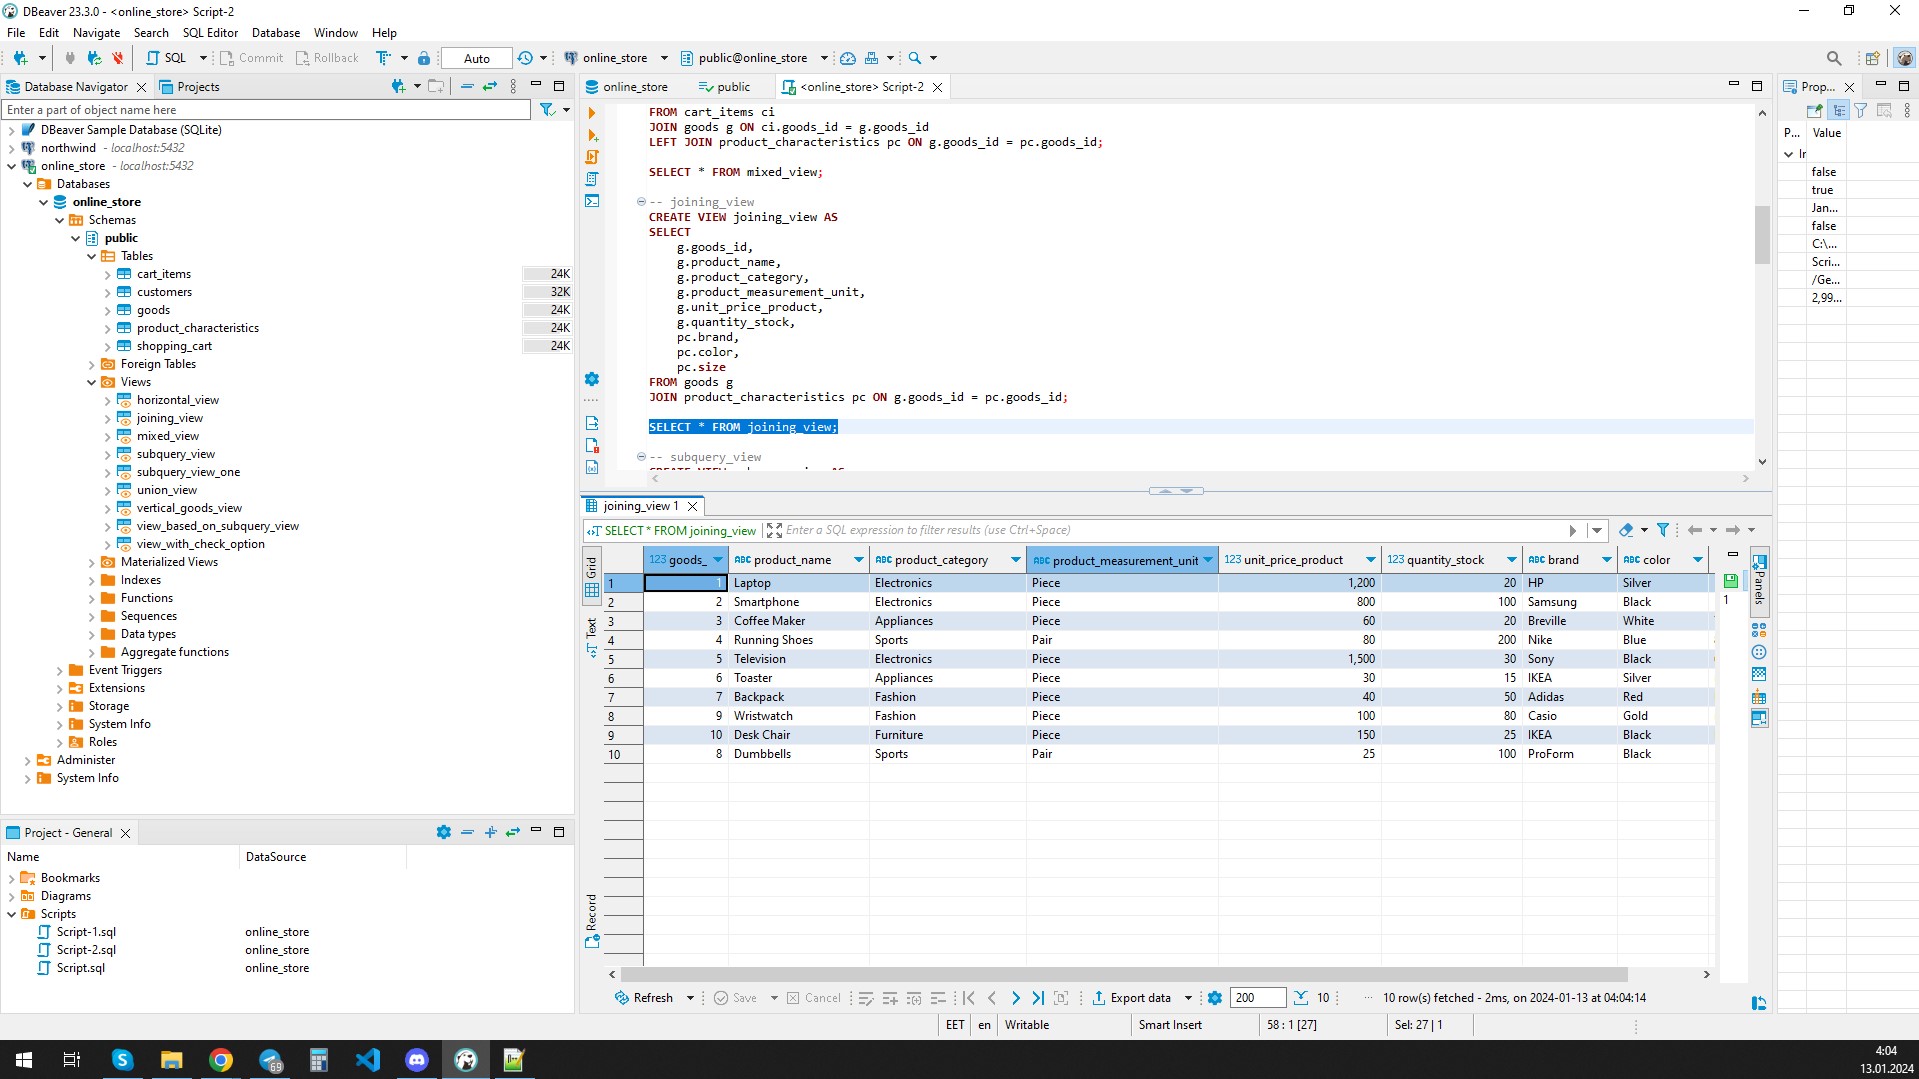 DBeaver 23.3.0 - <online_store> Script-2
File Edit Navigate Search SQL Editor Database Window Help
SQL Commit Rollback Auto online_store public@online_store
Database Navigator Projects
Enter a part of object name here
DBeaver Sample Database (SQLite)
northwind - localhost:5432
online_store - localhost:5432
Databases
online_store
Schemas
public
Tables
cart_items 24K
customers 32K
goods 24K
product_characteristics 24K
shopping_cart 24K
Foreign Tables
Views
horizontal_view
joining_view
mixed_view
subquery_view
subquery_view_one
union_view
vertical_goods_view
view_based_on_subquery_view
view_with_check_option
Materialized Views
Indexes
Functions
Sequences
Data types
Aggregate functions
Event Triggers
Extensions
Storage
System Info
Roles
Administer
System Info
Project - General
Name DataSource
Bookmarks
Diagrams
Scripts
Script-1.sql online_store
Script-2.sql online_store
Script.sql online_store
online_store public <online_store> Script-2
FROM cart_items ci
JOIN goods g ON ci.goods_id = g.goods_id
LEFT JOIN product_characteristics pc ON g.goods_id = pc.goods_id;
SELECT * FROM mixed_view;
-- joining_view
CREATE VIEW joining_view AS
SELECT
g.goods_id,
g.product_name,
g.product_category,
g.product_measurement_unit,
g.unit_price_product,
g.quantity_stock,
pc.brand,
pc.color,
pc.size
FROM goods g
JOIN product_characteristics pc ON g.goods_id = pc.goods_id;
SELECT * FROM joining_view;
-- subquery_view
joining_view 1
SELECT * FROM joining_view Enter a SQL expression to filter results (use Ctrl+Space)
Grid
Text
Record
123 goods_ ABC product_name ABC product_category ABC product_measurement_unit 123 unit_price_product 123 quantity_stock ABC brand ABC color
1 1 Laptop Electronics Piece 1,200 20 HP Silver
2 2 Smartphone Electronics Piece 800 100 Samsung Black
3 3 Coffee Maker Appliances Piece 60 20 Breville White
4 4 Running Shoes Sports Pair 80 200 Nike Blue
5 5 Television Electronics Piece 1,500 30 Sony Black
6 6 Toaster Appliances Piece 30 15 IKEA Silver
7 7 Backpack Fashion Piece 40 50 Adidas Red
8 9 Wristwatch Fashion Piece 100 80 Casio Gold
9 10 Desk Chair Furniture Piece 150 25 IKEA Black
10 8 Dumbbells Sports Pair 25 100 ProForm Black
1
Panels
Refresh Save Cancel Export data 200 10 10 row(s) fetched - 2ms, on 2024-01-13 at 04:04:14
EET en Writable Smart Insert 58 : 1 [27] Sel: 27 | 1
Prop...
P... Value
Ir
false
true
Jan...
false
C:\...
Scri...
/Ge...
2,99...
69
4:04
13.01.2024